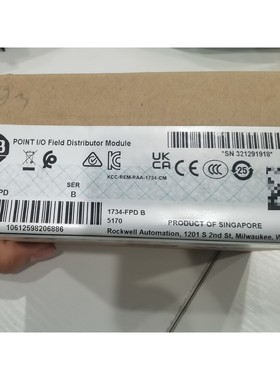 POINT I/O Field Distributor Module
"SN 321291918"
UK
CA
CCC
25
KCC-REM-RAA-1734-CM
PD
SER
B
1734-FPD B
5170
PRODUCT OF SINGAPORE
10612598206886
Rockwell Automation, 1201 S 2nd St, Milwaukee, W